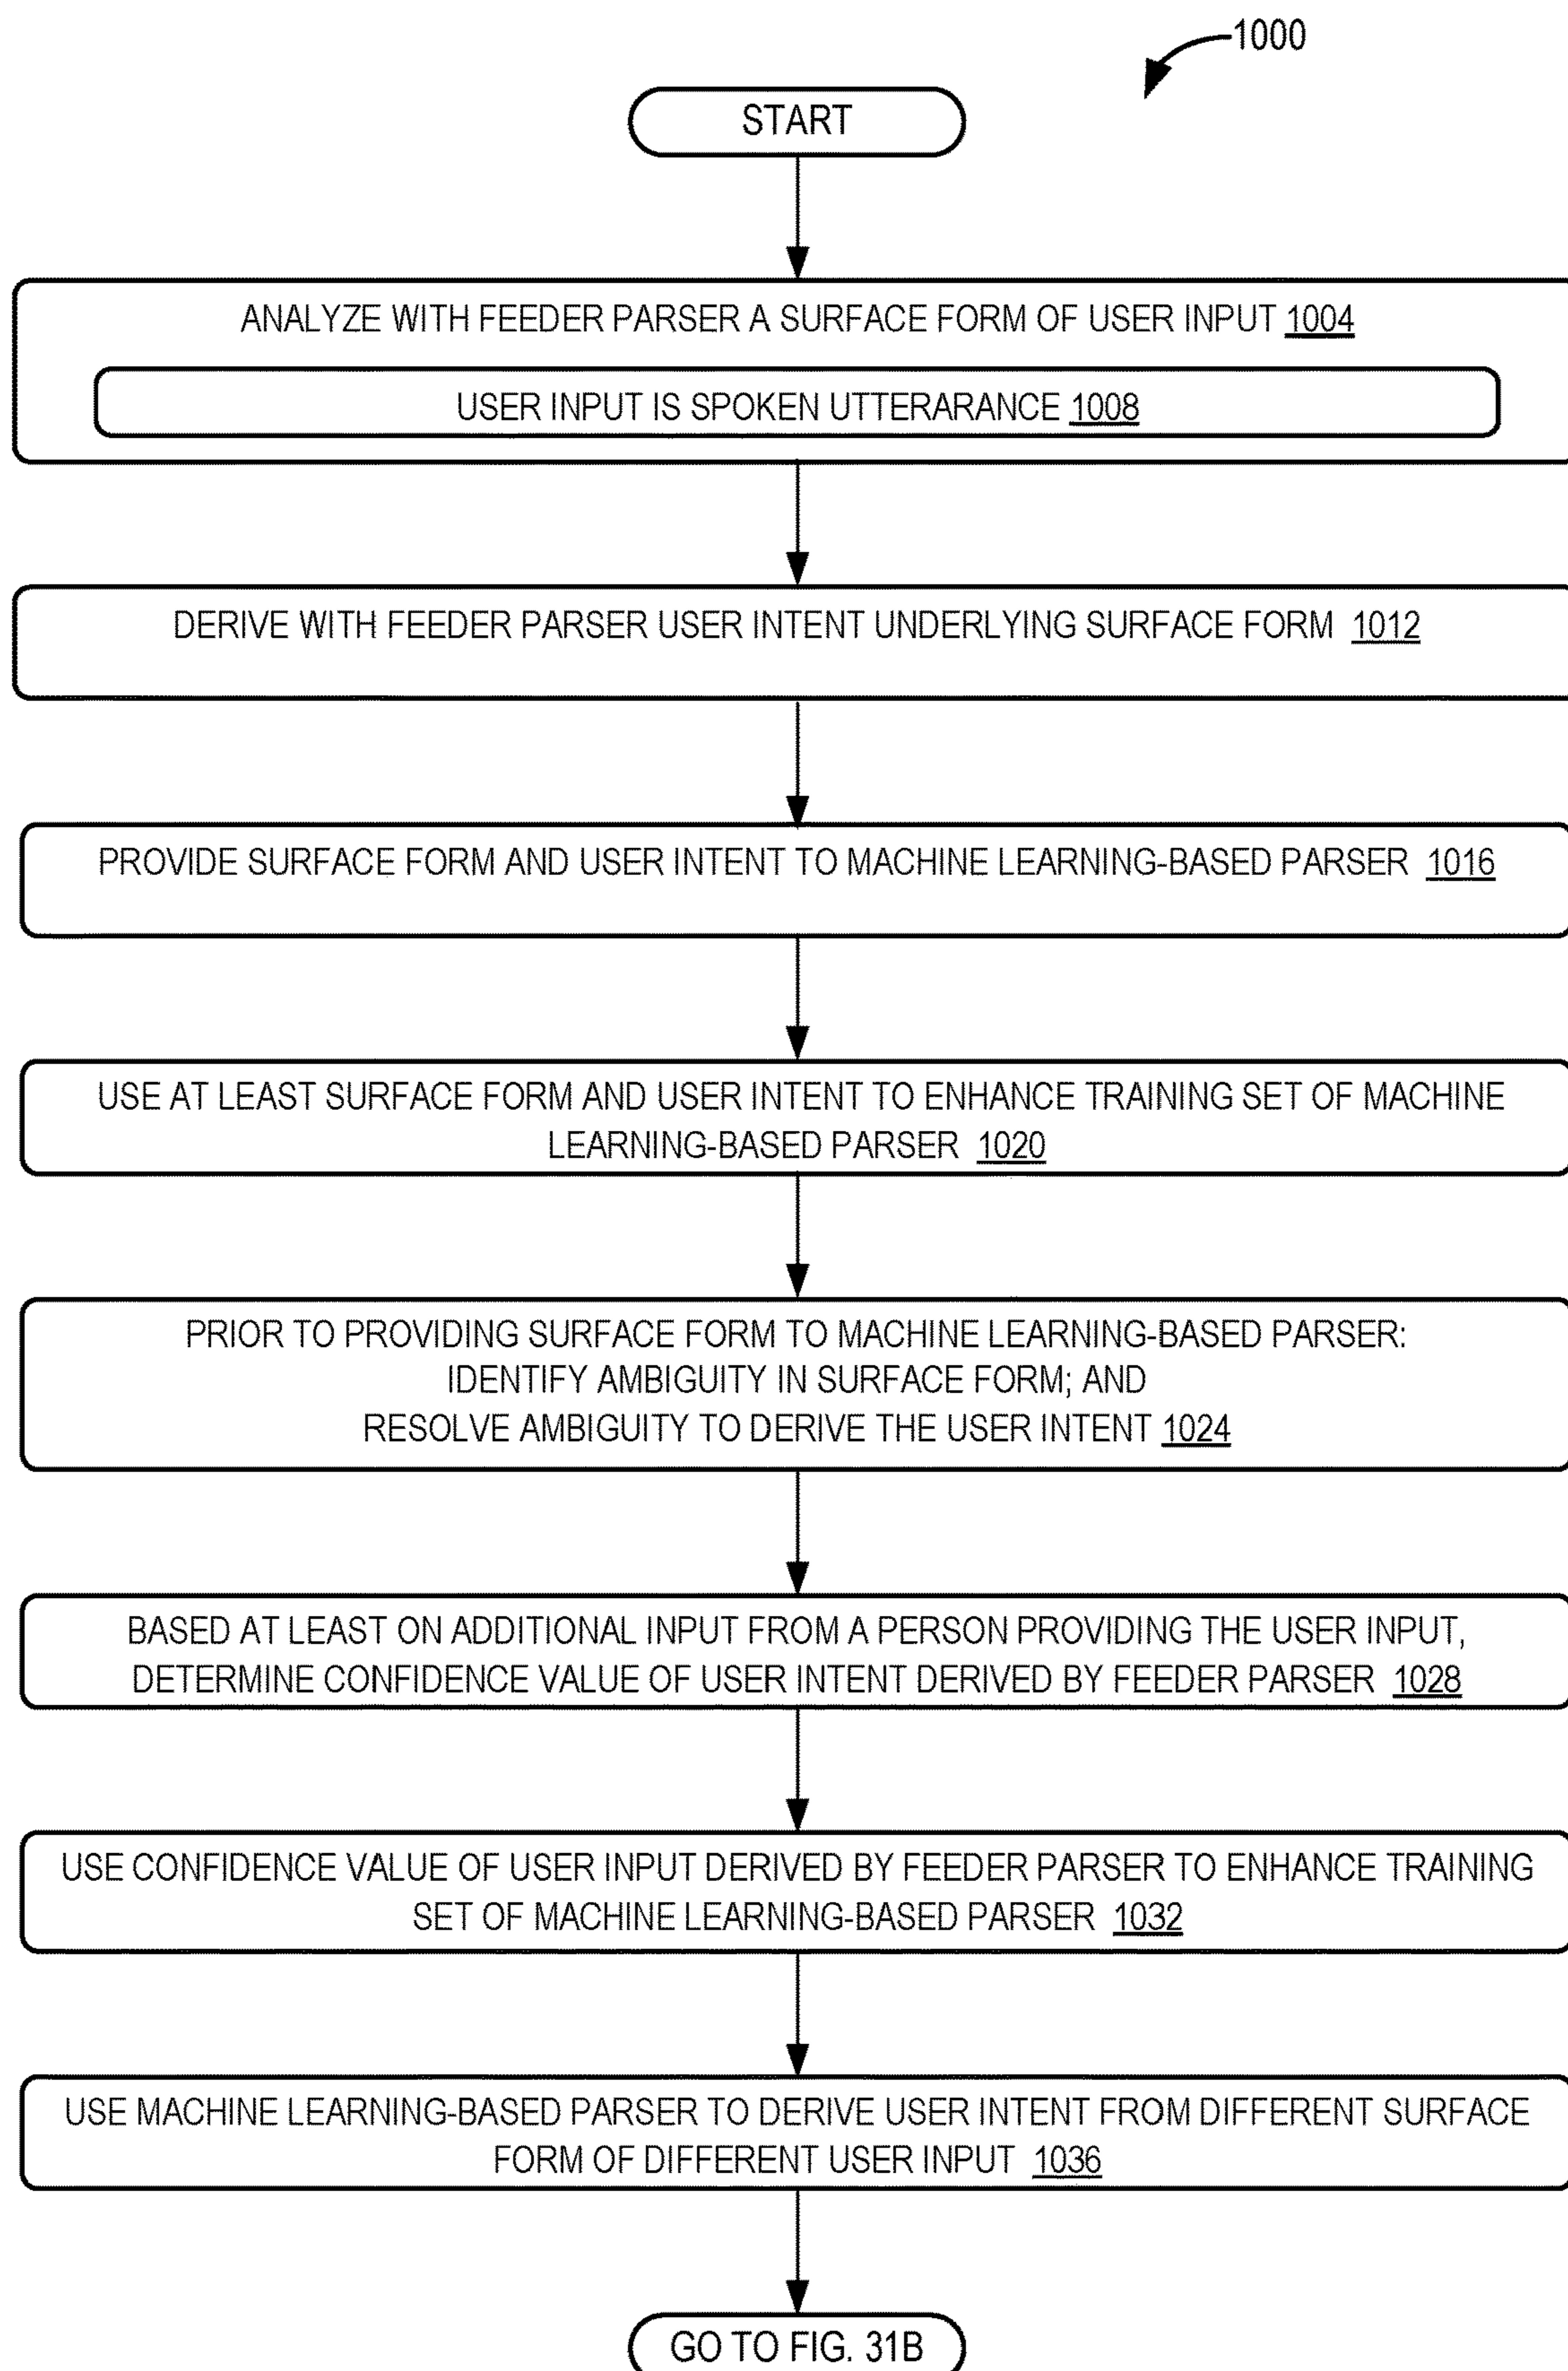 1000
START
ANALYZE WITH FEEDER PARSER A SURFACE FORM OF USER INPUT 1004
USER INPUT IS SPOKEN UTTERARANCE 1008
DERIVE WITH FEEDER PARSER USER INTENT UNDERLYING SURFACE FORM 1012
PROVIDE SURFACE FORM AND USER INTENT TO MACHINE LEARNING-BASED PARSER 1016
USE AT LEAST SURFACE FORM AND USER INTENT TO ENHANCE TRAINING SET OF MACHINE
LEARNING-BASED PARSER 1020
PRIOR TO PROVIDING SURFACE FORM TO MACHINE LEARNING-BASED PARSER:
IDENTIFY AMBIGUITY IN SURFACE FORM; AND
RESOLVE AMBIGUITY TO DERIVE THE USER INTENT 1024
BASED AT LEAST ON ADDITIONAL INPUT FROM A PERSON PROVIDING THE USER INPUT,
DETERMINE CONFIDENCE VALUE OF USER INTENT DERIVED BY FEEDER PARSER 1028
USE CONFIDENCE VALUE OF USER INPUT DERIVED BY FEEDER PARSER TO ENHANCE TRAINING
SET OF MACHINE LEARNING-BASED PARSER 1032
USE MACHINE LEARNING-BASED PARSER TO DERIVE USER INTENT FROM DIFFERENT SURFACE
FORM OF DIFFERENT USER INPUT 1036
GO TO FIG. 31B